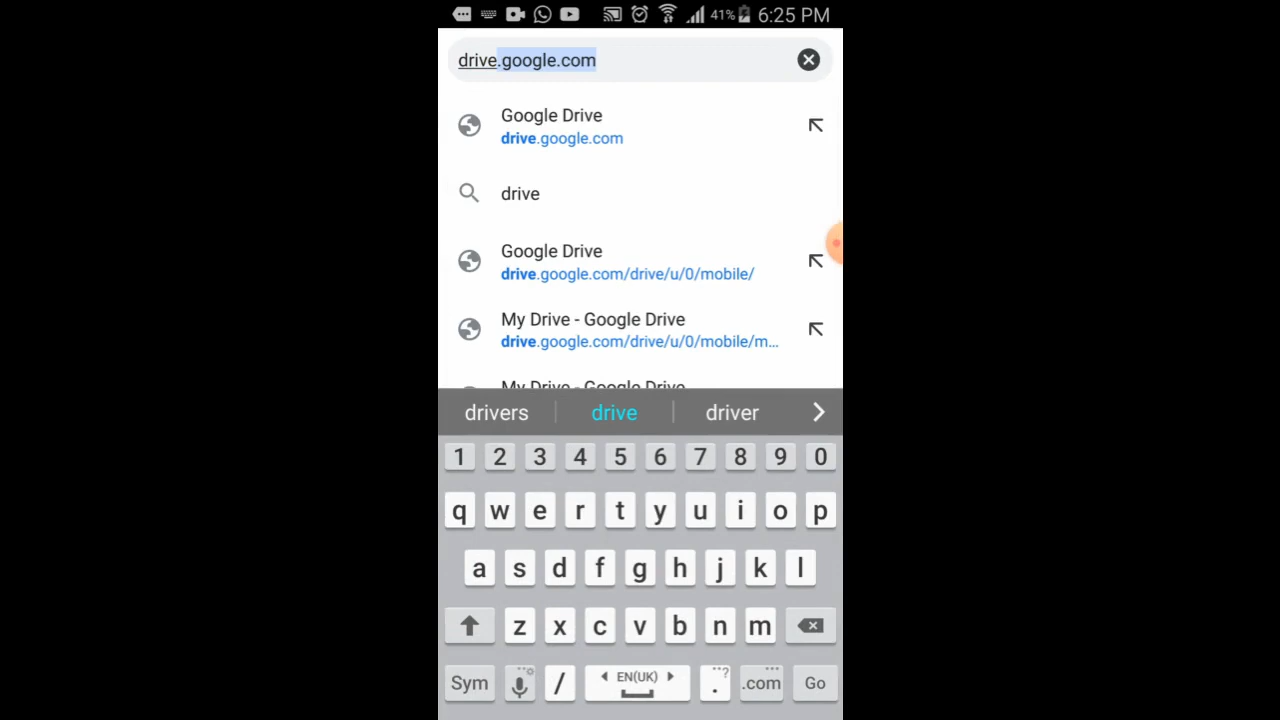 41% 6:25 PM
drive.google.com
Google Drive
drive.google.com
drive
Google Drive
drive.google.com/drive/u/0/mobile/
My Drive - Google Drive
drive.google.com/drive/u/0/mobile/m...
My Drive - Google Drive
drivers drive driver
1 2 3 4 5 6 7 8 9 0
q w e r t y u i o p
a s d f g h j k l
z x c v b n m
Sym / EN(UK) . ? .com Go